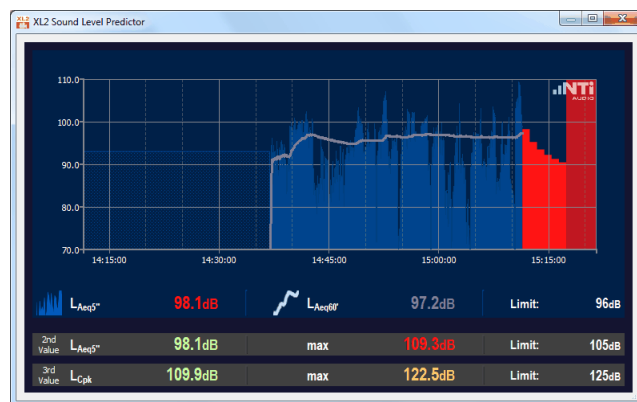 XL2 Sound Level Predictor
NTi
AUDIO
110.0
100.0
90.0
80.0
70.0
14:15:00 14:30:00 14:45:00 15:00:00 15:15:00
LAeq5" 98.1dB LAeq60' 97.2dB Limit: 96dB
2nd Value LAeq5" 98.1dB max 109.3dB Limit: 105dB
3rd Value LCpk 109.9dB max 122.5dB Limit: 125dB